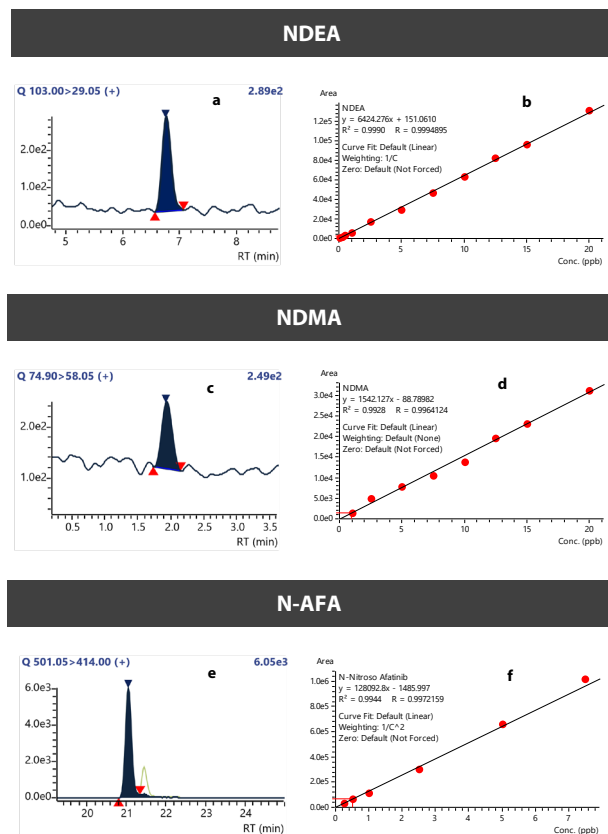 NDEA
Q 103.00>29.05 (+) a 2.89e2
2.0e2
1.0e2
0.0e0
5 6 7 8
RT (min)
Area
b
NDEA
y = 6424.276x + 151.0610
R² = 0.9990 R = 0.9994895
Curve Fit: Default (Linear)
Weighting: 1/C
Zero: Default (Not Forced)
1.2e5
1.0e5
8.0e4
6.0e4
4.0e4
2.0e4
0.0e0
0 5 10 15 20
Conc. (ppb)
NDMA
Q 74.90>58.05 (+) c 2.49e2
2.0e2
1.0e2
0.5 1.0 1.5 2.0 2.5 3.0 3.5
RT (min)
Area
d
NDMA
y = 1542.127x - 88.78982
R² = 0.9928 R = 0.9964124
Curve Fit: Default (Linear)
Weighting: Default (None)
Zero: Default (Not Forced)
3.0e4
2.5e4
2.0e4
1.5e4
1.0e4
5.0e3
0.0e0
0 5 10 15 20
Conc. (ppb)
N-AFA
Q 501.05>414.00 (+) e 6.05e3
6.0e3
4.0e3
2.0e3
0.0e0
20 21 22 23 24
RT (min)
Area
f
N-Nitroso Afatinib
y = 128092.8x - 1485.997
R² = 0.9944 R = 0.9972159
Curve Fit: Default (Linear)
Weighting: 1/C^2
Zero: Default (Not Forced)
1.0e6
8.0e5
6.0e5
4.0e5
2.0e5
0.0e0
0 1 2 3 4 5 6 7
Conc. (ppb)